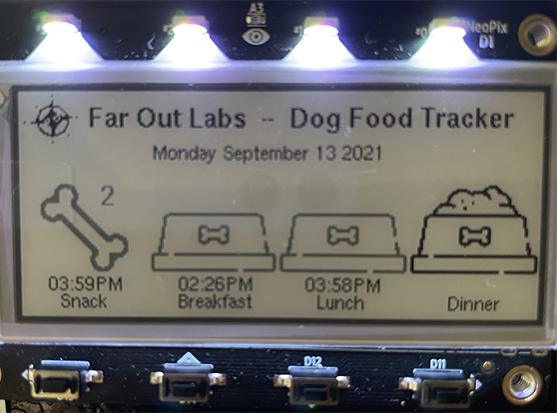 A3
NeoPix
D1
Far Out Labs -- Dog Food Tracker
Monday September 13 2021
2
03:59PM 02:26PM 03:58PM
Snack Breakfast Lunch Dinner
D12 D11